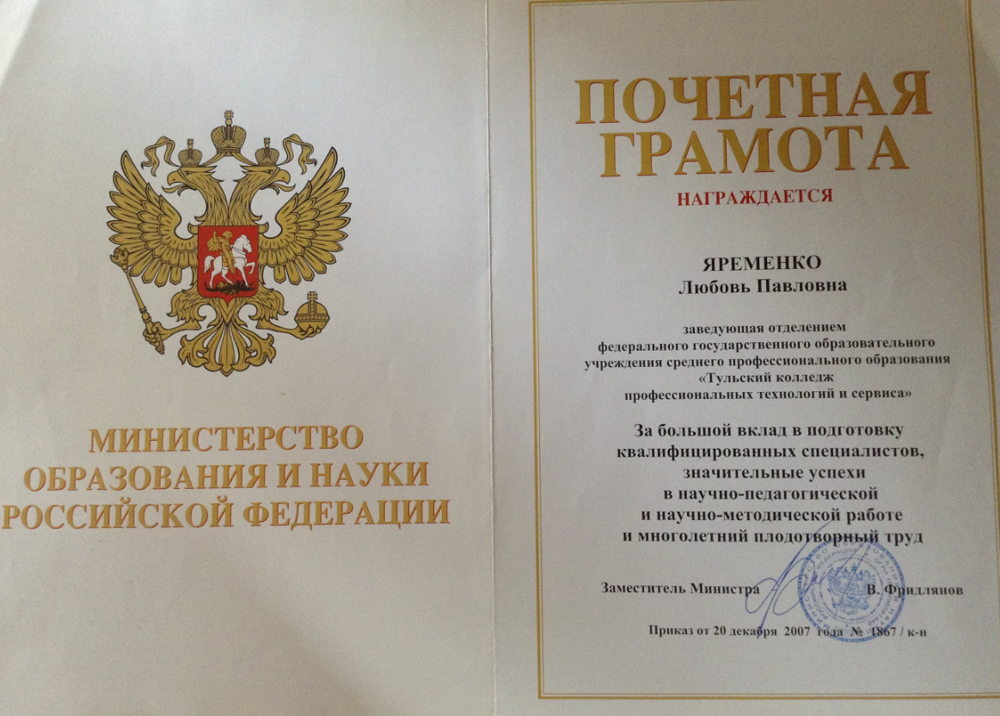 МИНИСТЕРСТВО
ОБРАЗОВАНИЯ И НАУКИ
РОССИЙСКОЙ ФЕДЕРАЦИИ
ПОЧЕТНАЯ
ГРАМОТА
НАГРАЖДАЕТСЯ
ЯРЕМЕНКО
Любовь Павловна
заведующая отделением
федерального государственного образовательного
учреждения среднего профессионального образования
«Тульский колледж
профессиональных технологий и сервиса»
За большой вклад в подготовку
квалифицированных специалистов,
значительные успехи
в научно-педагогической
и научно-методической работе
и многолетний плодотворный труд
Заместитель Министра В. Фридлянов
Приказ от 20 декабря 2007 года № 1867 / к-н